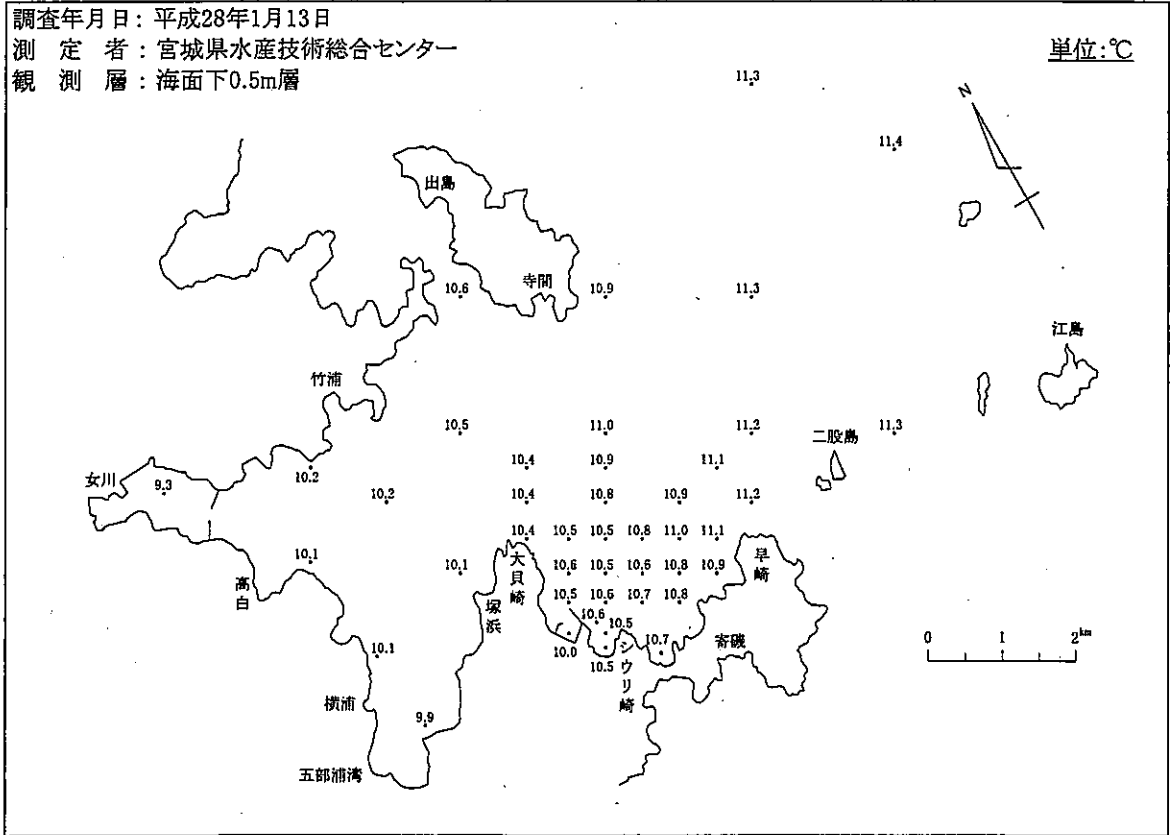 調査年月日：平成28年1月13日
測定者：宮城県水産技術総合センター
観測層：海面下0.5m層
単位:℃
11.3
N
11.4
出島
寺間
10.6
10.9
11.3
江島
竹浦
10.5
11.0
11.2
二股島
11.3
10.4
10.9
11.1
女川
9.3
10.2
10.2
10.4
10.8
10.9
11.2
10.4
10.5
10.5
10.8
11.0
11.1
10.1
10.1
大貝崎
10.6
10.5
10.6
10.8
10.9
早崎
高白
塚浜
10.5
10.6
10.7
10.8
10.6
10.5
10.0
10.5
シウリ崎
10.7
寄磯
0 1 2km
10.1
横浦
9.9
五部浦湾